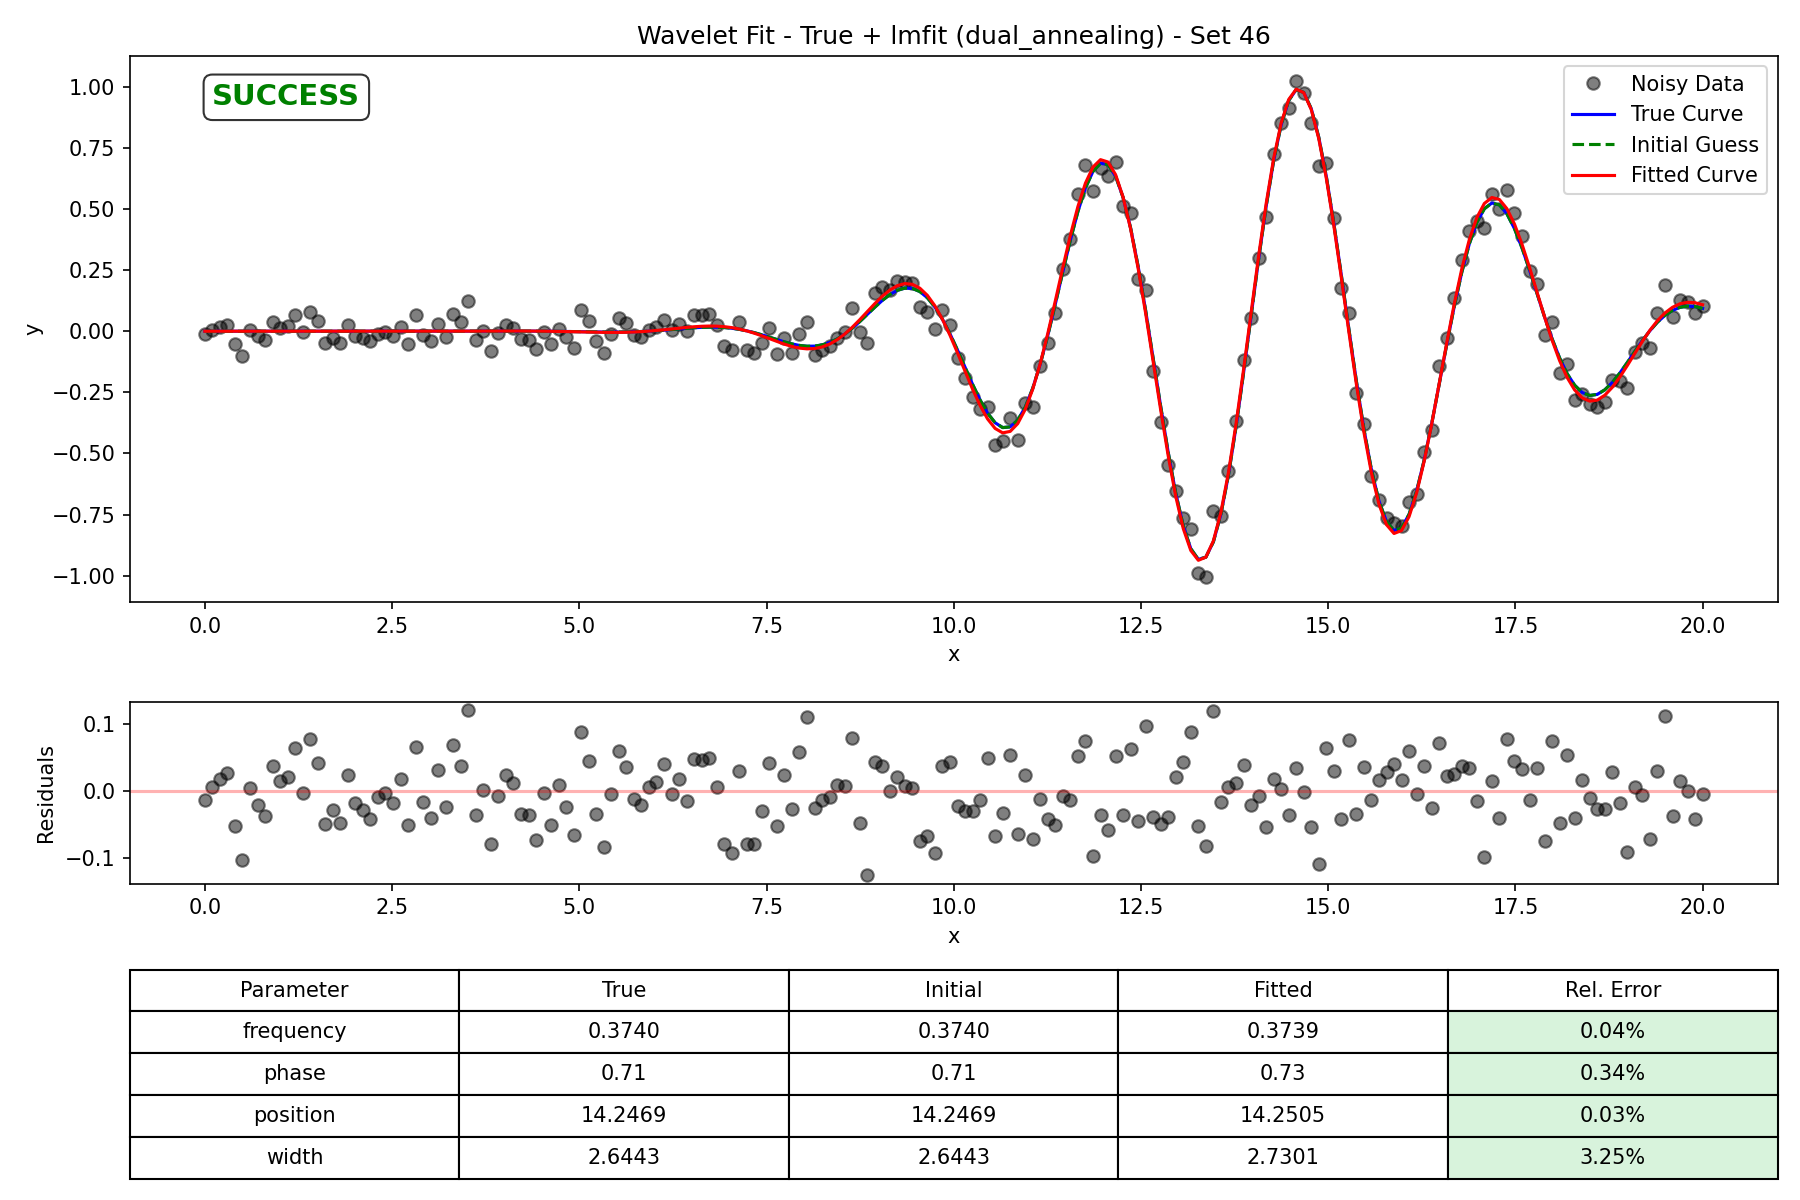 Wavelet Fit - True + lmfit (dual_annealing) - Set 46
SUCCESS
Noisy Data
True Curve
Initial Guess
Fitted Curve
1.00
0.75
0.50
0.25
0.00
−0.25
−0.50
−0.75
−1.00
y
0.0 2.5 5.0 7.5 10.0 12.5 15.0 17.5 20.0
x
0.1
0.0
−0.1
Residuals
0.0 2.5 5.0 7.5 10.0 12.5 15.0 17.5 20.0
x
Parameter True Initial Fitted Rel. Error
frequency 0.3740 0.3740 0.3739 0.04%
phase 0.71 0.71 0.73 0.34%
position 14.2469 14.2469 14.2505 0.03%
width 2.6443 2.6443 2.7301 3.25%